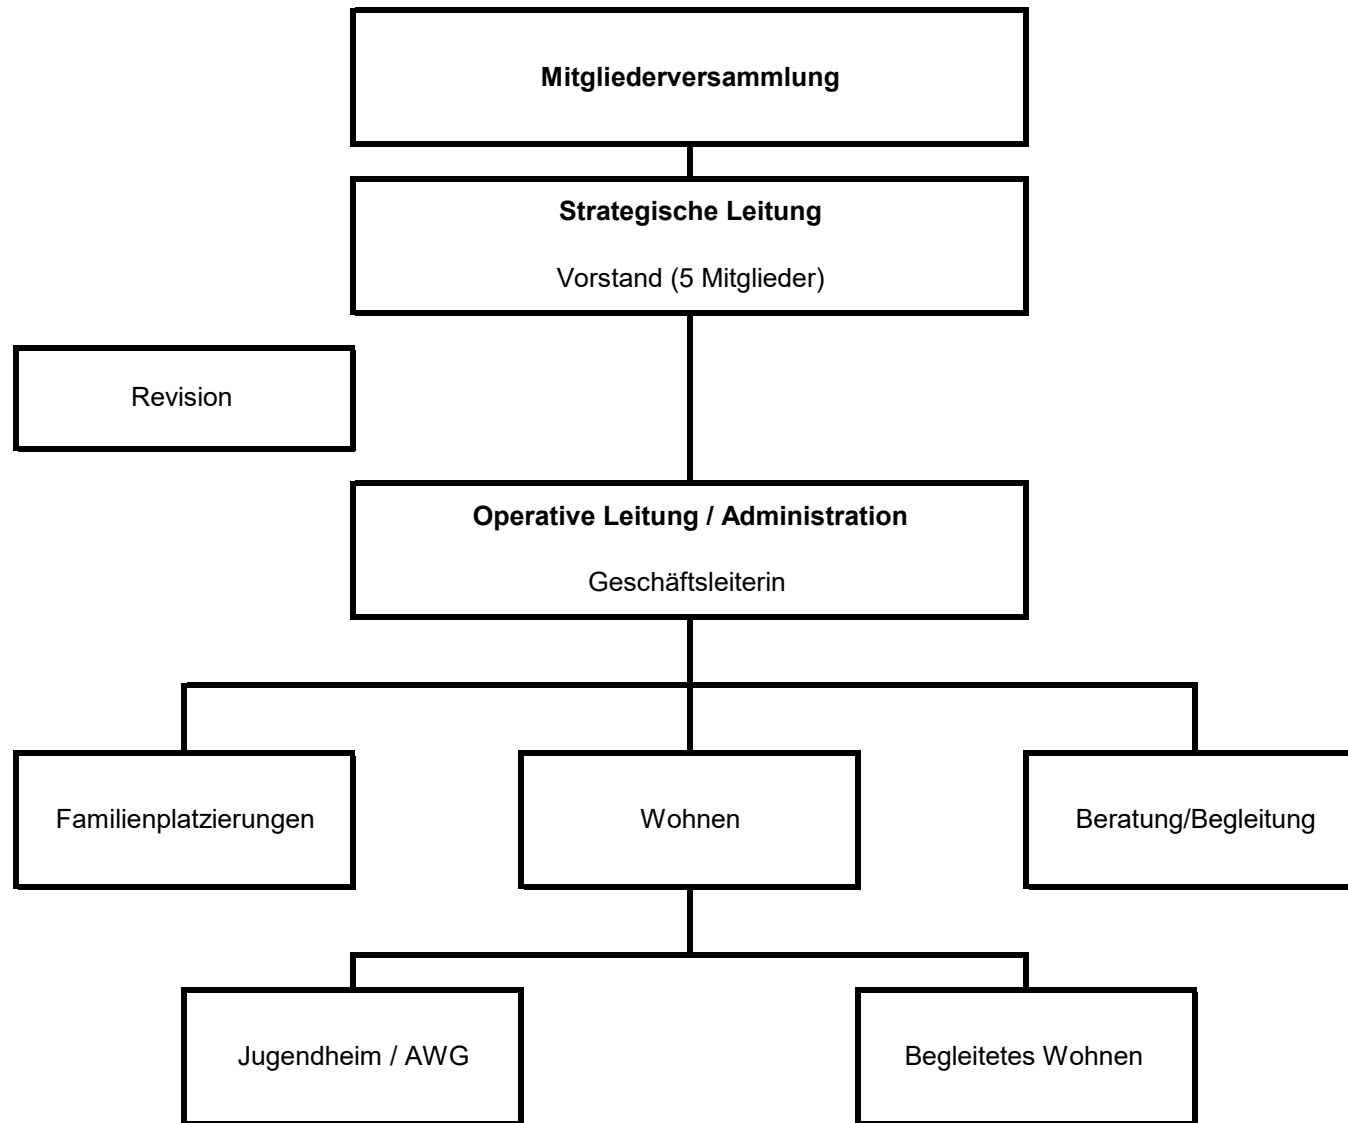 Mitgliederversammlung
Strategische Leitung
Vorstand (5 Mitglieder)
Revision
Operative Leitung / Administration
Geschäftsleiterin
Familienplatzierungen
Wohnen
Beratung/Begleitung
Jugendheim / AWG
Begleitetes Wohnen